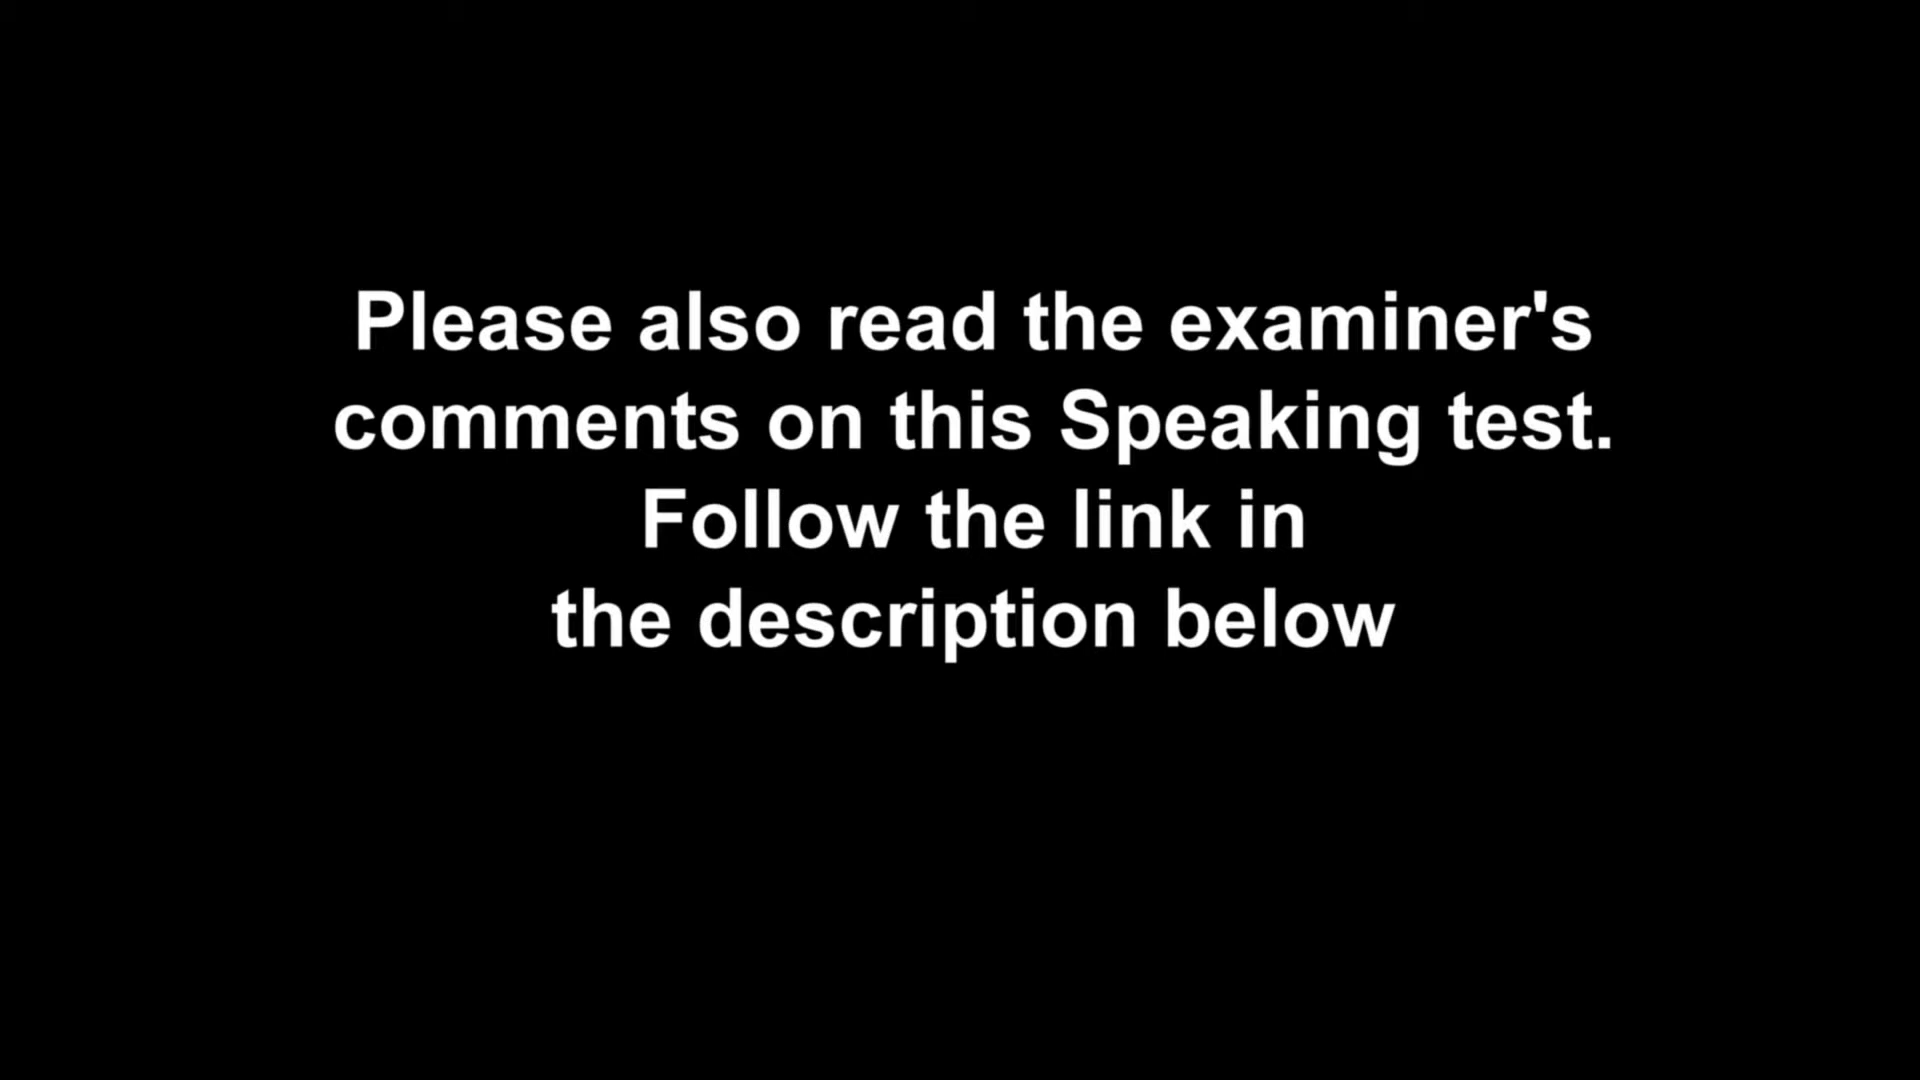 Please also read the examiner's
comments on this Speaking test.
Follow the link in
the description below